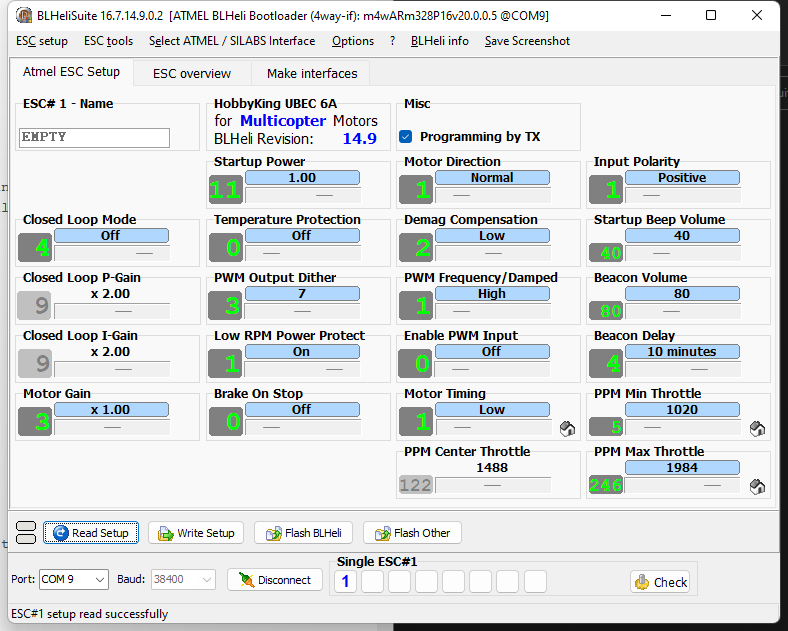 BLHeliSuite 16.7.14.9.0.2 [ATMEL BLHeli Bootloader (4way-if): m4wARm328P16v20.0.0.5 @COM9]
ESC setup ESC tools Select ATMEL / SILABS Interface Options ? BLHeli info Save Screenshot
Atmel ESC Setup ESC overview Make interfaces
ESC# 1 - Name
EMPTY
HobbyKing UBEC 6A
for Multicopter Motors
BLHeli Revision: 14.9
Misc
Programming by TX
Startup Power
1.00
11
Motor Direction
Normal
1
Input Polarity
Positive
1
Closed Loop Mode
Off
4
Temperature Protection
Off
0
Demag Compensation
Low
2
Startup Beep Volume
40
40
Closed Loop P-Gain
x 2.00
9
PWM Output Dither
7
3
PWM Frequency/Damped
High
1
Beacon Volume
80
80
Closed Loop I-Gain
x 2.00
9
Low RPM Power Protect
On
1
Enable PWM Input
Off
0
Beacon Delay
10 minutes
4
Motor Gain
x 1.00
3
Brake On Stop
Off
0
Motor Timing
Low
1
PPM Min Throttle
1020
5
PPM Center Throttle
1488
122
PPM Max Throttle
1984
246
Read Setup Write Setup Flash BLHeli Flash Other
Port: COM 9 Baud: 38400 Disconnect
Single ESC#1
1
Check
ESC#1 setup read successfully